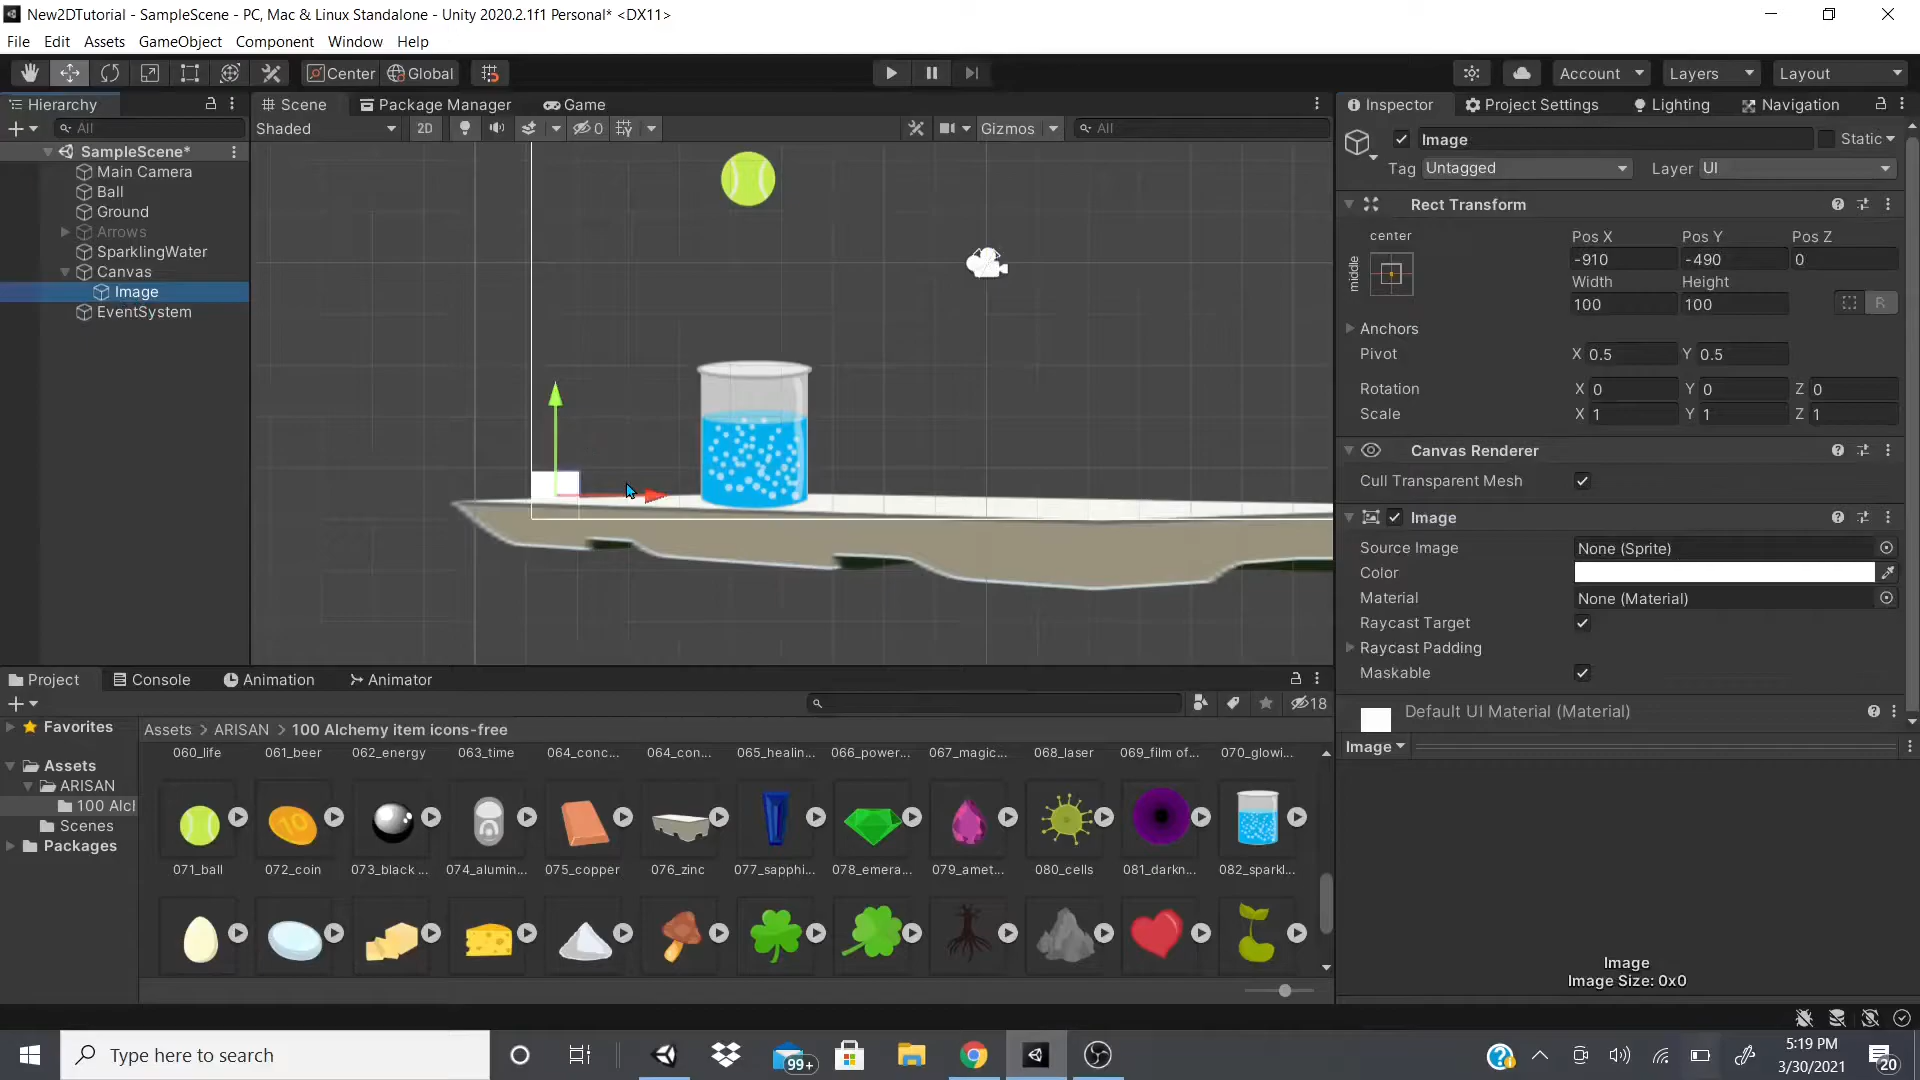 New2DTutorial - SampleScene - PC, Mac & Linux Standalone - Unity 2020.2.1f1 Personal* <DX11>
File Edit Assets GameObject Component Window Help
Center Global Account Layers Layout
Hierarchy
All
SampleScene*
Main Camera
Ball
Ground
Arrows
SparklingWater
Canvas
Image
EventSystem
Scene Package Manager Game
Shaded 2D 0 Gizmos All
Inspector Project Settings Lighting Navigation
Image Static
Tag Untagged Layer UI
Rect Transform
center
middle
Pos X Pos Y Pos Z
-910 -490 0
Width Height
100 100 R
Anchors
Pivot X 0.5 Y 0.5
Rotation X 0 Y 0 Z 0
Scale X 1 Y 1 Z 1
Canvas Renderer
Cull Transparent Mesh
Image
Source Image None (Sprite)
Color
Material None (Material)
Raycast Target
Raycast Padding
Maskable
Default UI Material (Material)
Image
Image
Image Size: 0x0
Project Console Animation Animator
18
Favorites
Assets
ARISAN
100 Alcl
Scenes
Packages
Assets > ARISAN > 100 Alchemy item icons-free
060_life 061_beer 062_energy 063_time 064_conc... 064_con... 065_healin... 066_power... 067_magic... 068_laser 069_film of... 070_glowi...
10
071_ball 072_coin 073_black ... 074_alumin... 075_copper 076_zinc 077_sapphi... 078_emera... 079_amet... 080_cells 081_darkn... 082_sparkl...
Type here to search
99+
5:19 PM
3/30/2021
20